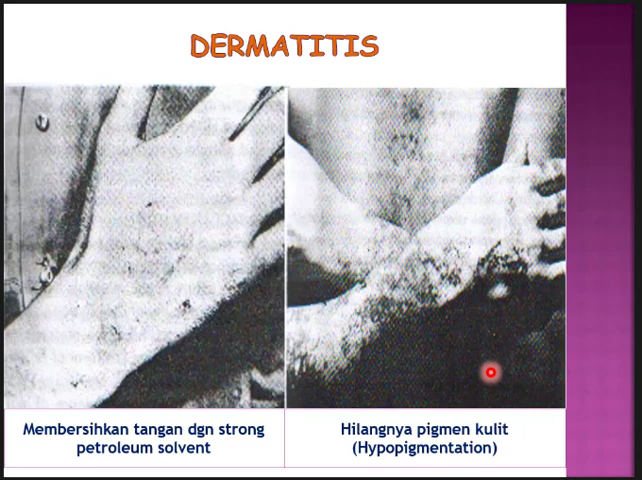 DERMATITIS
Membersihkan tangan dgn strong
petroleum solvent
Hilangnya pigmen kulit
(Hypopigmentation)